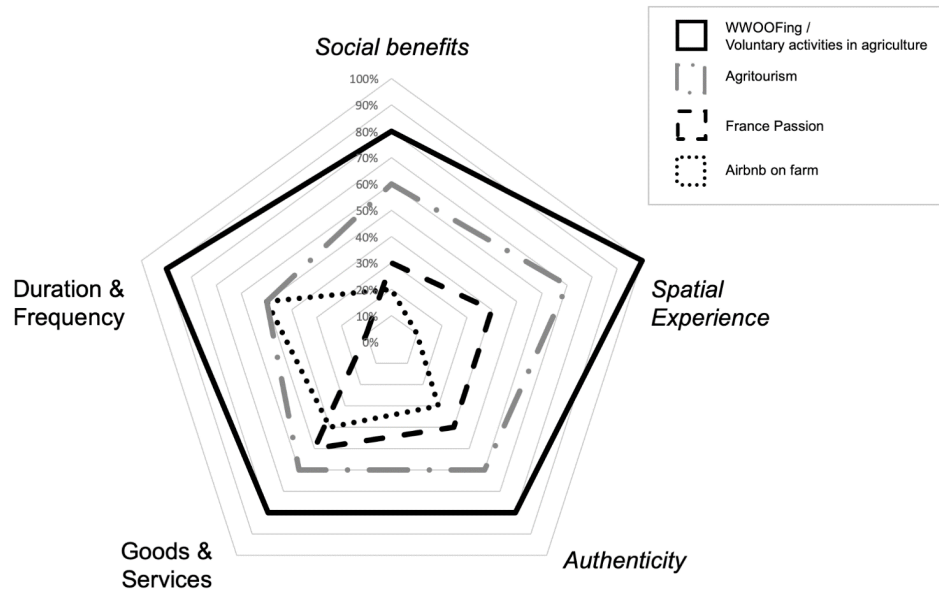 Social benefits
100%
90%
80%
70%
60%
50%
40%
30%
20%
10%
0%
WWOOFing /
Voluntary activities in agriculture
Agritourism
France Passion
Airbnb on farm
Duration &
Frequency
Spatial
Experience
Goods &
Services
Authenticity